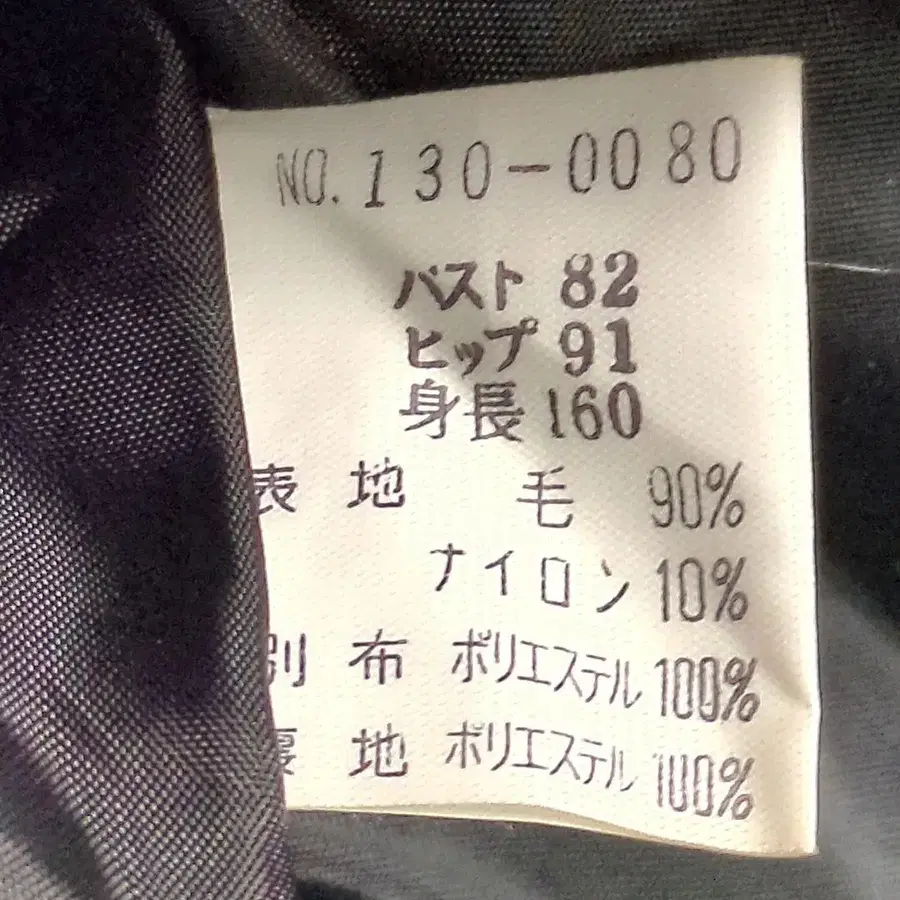 NO. 130-0080
バスト 82
ヒップ 91
身長 160
表地 毛 90%
ナイロン 10%
別布 ポリエステル 100%
裏地 ポリエステル 100%